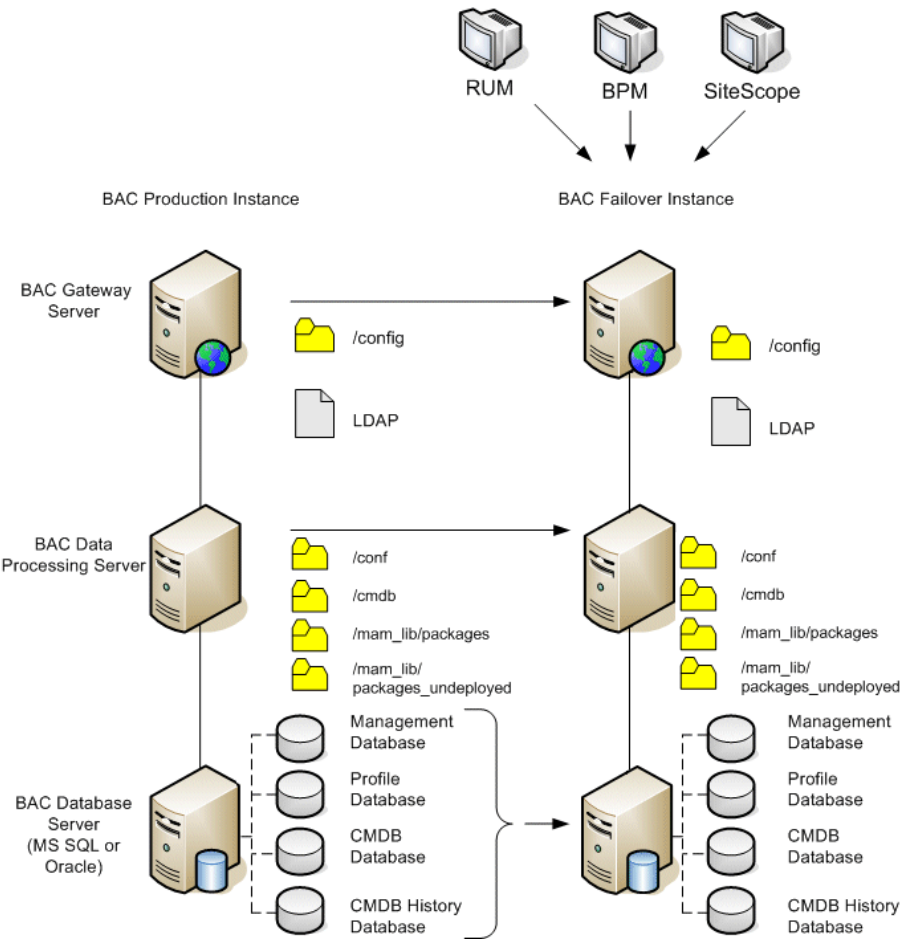 RUM
BPM
SiteScope
BAC Production Instance
BAC Failover Instance
BAC Gateway
Server
/config
/config
LDAP
LDAP
BAC Data
Processing Server
/conf
/cmdb
/mam_lib/packages
/mam_lib/
packages_undeployed
/conf
/cmdb
/mam_lib/packages
/mam_lib/
packages_undeployed
BAC Database
Server
(MS SQL or
Oracle)
Management
Database
Profile
Database
CMDB
Database
CMDB History
Database
Management
Database
Profile
Database
CMDB
Database
CMDB History
Database